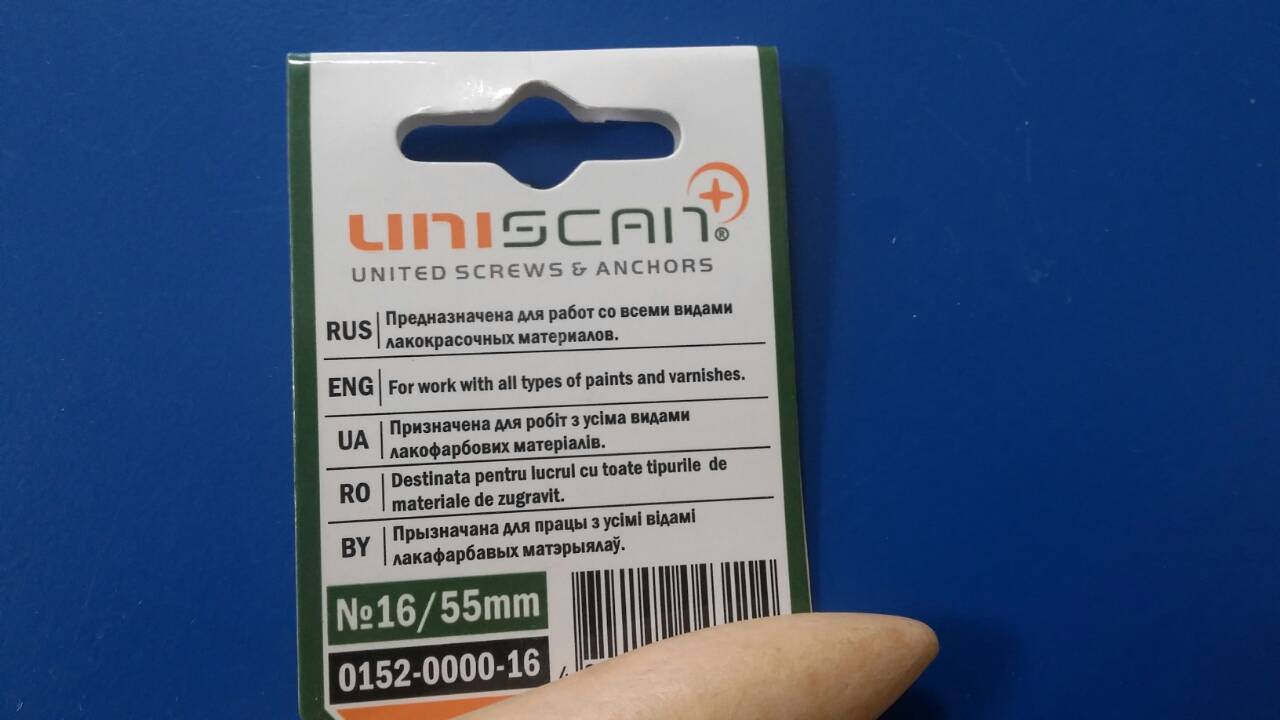 UNISCAN®
UNITED SCREWS & ANCHORS
RUS Предназначена для работ со всеми видами
лакокрасочных материалов.
ENG For work with all types of paints and varnishes.
UA Призначена для робіт з усіма видами
лакофарбових матеріалів.
RO Destinata pentru lucrul cu toate tipurile de
materiale de zugravit.
BY Прызначана для працы з усімі відамі
лакафарбавых матэрыялаў.
№16/55mm
0152-0000-16